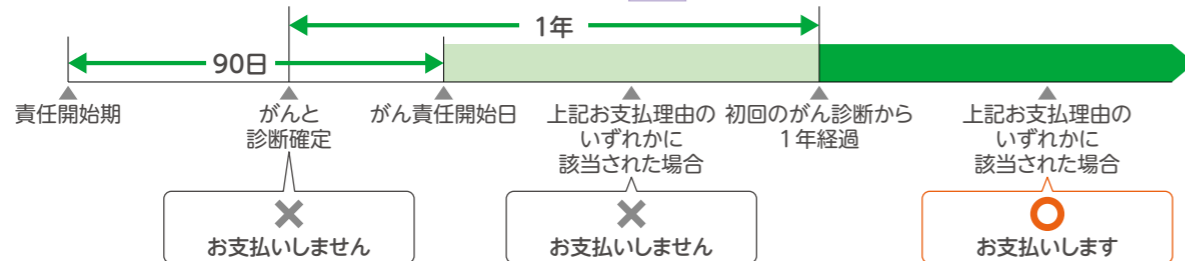 1年
90日
責任開始期
がんと
診断確定
がん責任開始日
上記お支払理由の
いずれかに
該当された場合
初回のがん診断から
1年経過
上記お支払理由の
いずれかに
該当された場合
お支払いしません
お支払いしません
お支払いします